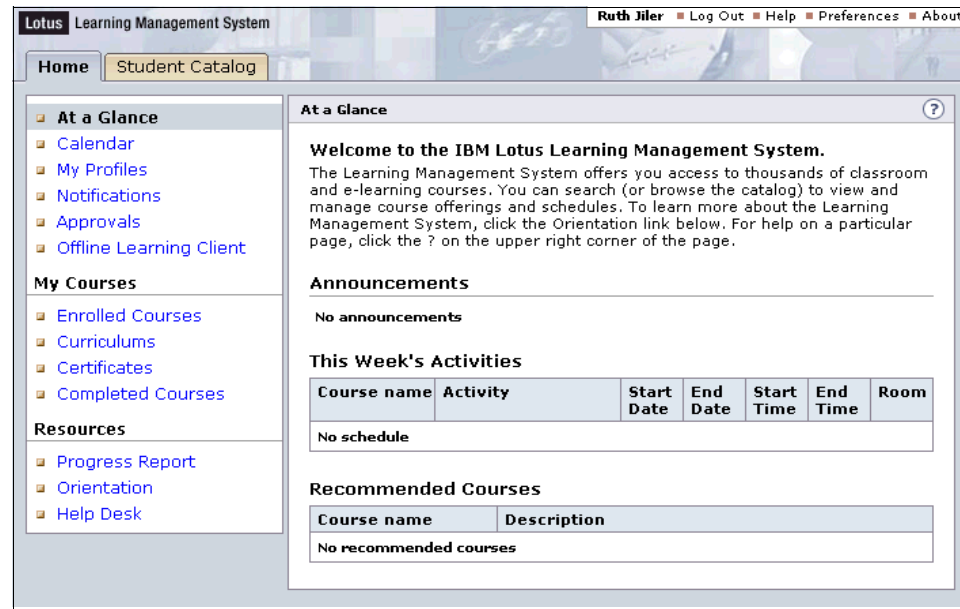 Lotus Learning Management System
Ruth Jiler Log Out Help Preferences About
Home Student Catalog
At a Glance
Calendar
My Profiles
Notifications
Approvals
Offline Learning Client
My Courses
Enrolled Courses
Curriculums
Certificates
Completed Courses
Resources
Progress Report
Orientation
Help Desk
At a Glance ?
Welcome to the IBM Lotus Learning Management System.
The Learning Management System offers you access to thousands of classroom
and e-learning courses. You can search (or browse the catalog) to view and
manage course offerings and schedules. To learn more about the Learning
Management System, click the Orientation link below. For help on a particular
page, click the ? on the upper right corner of the page.
Announcements
No announcements
This Week's Activities
Course name Activity Start Date End Date Start Time End Time Room
No schedule
Recommended Courses
Course name Description
No recommended courses